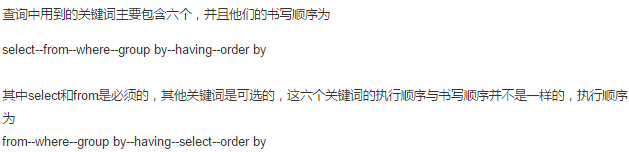 查询中用到的关键词主要包含六个，并且他们的书写顺序为
select--from--where--group by--having--order by
其中select和from是必须的，其他关键词是可选的，这六个关键词的执行顺序与书写顺序并不是一样的，执行顺序
为
from--where--group by--having--select--order by